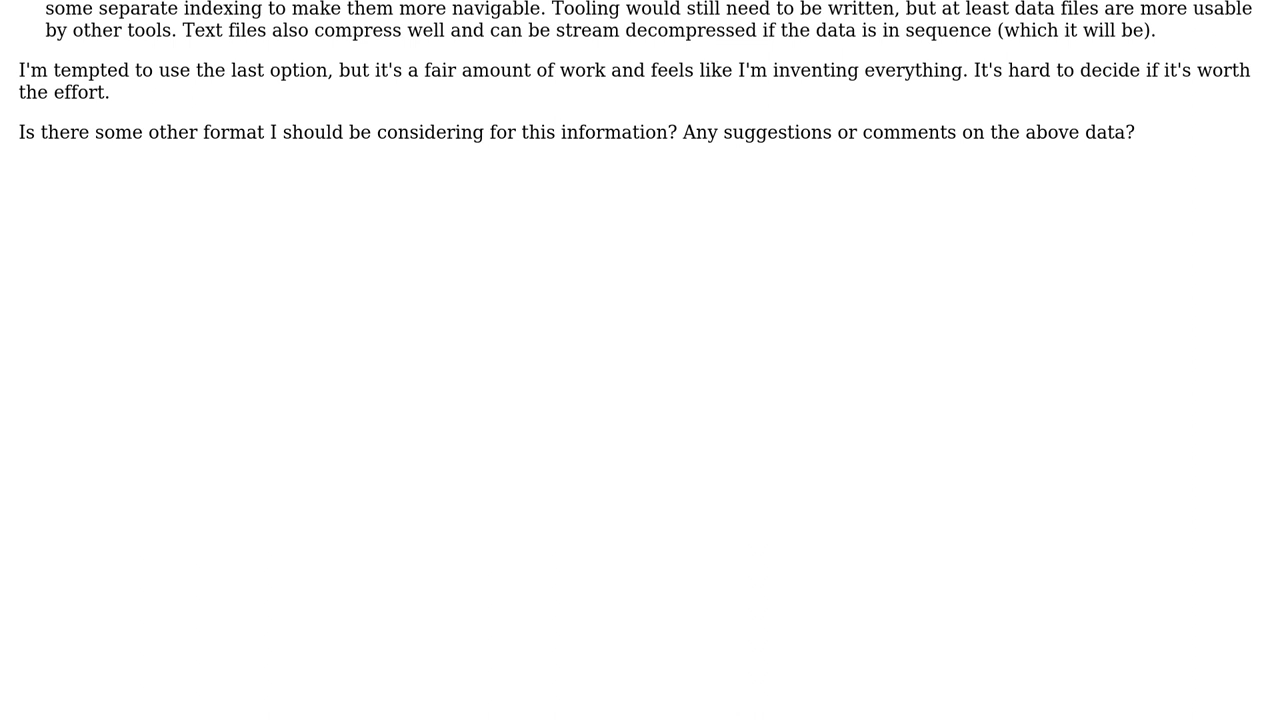 some separate indexing to make them more navigable. Tooling would still need to be written, but at least data files are more usable
by other tools. Text files also compress well and can be stream decompressed if the data is in sequence (which it will be).
I'm tempted to use the last option, but it's a fair amount of work and feels like I'm inventing everything. It's hard to decide if it's worth
the effort.
Is there some other format I should be considering for this information? Any suggestions or comments on the above data?